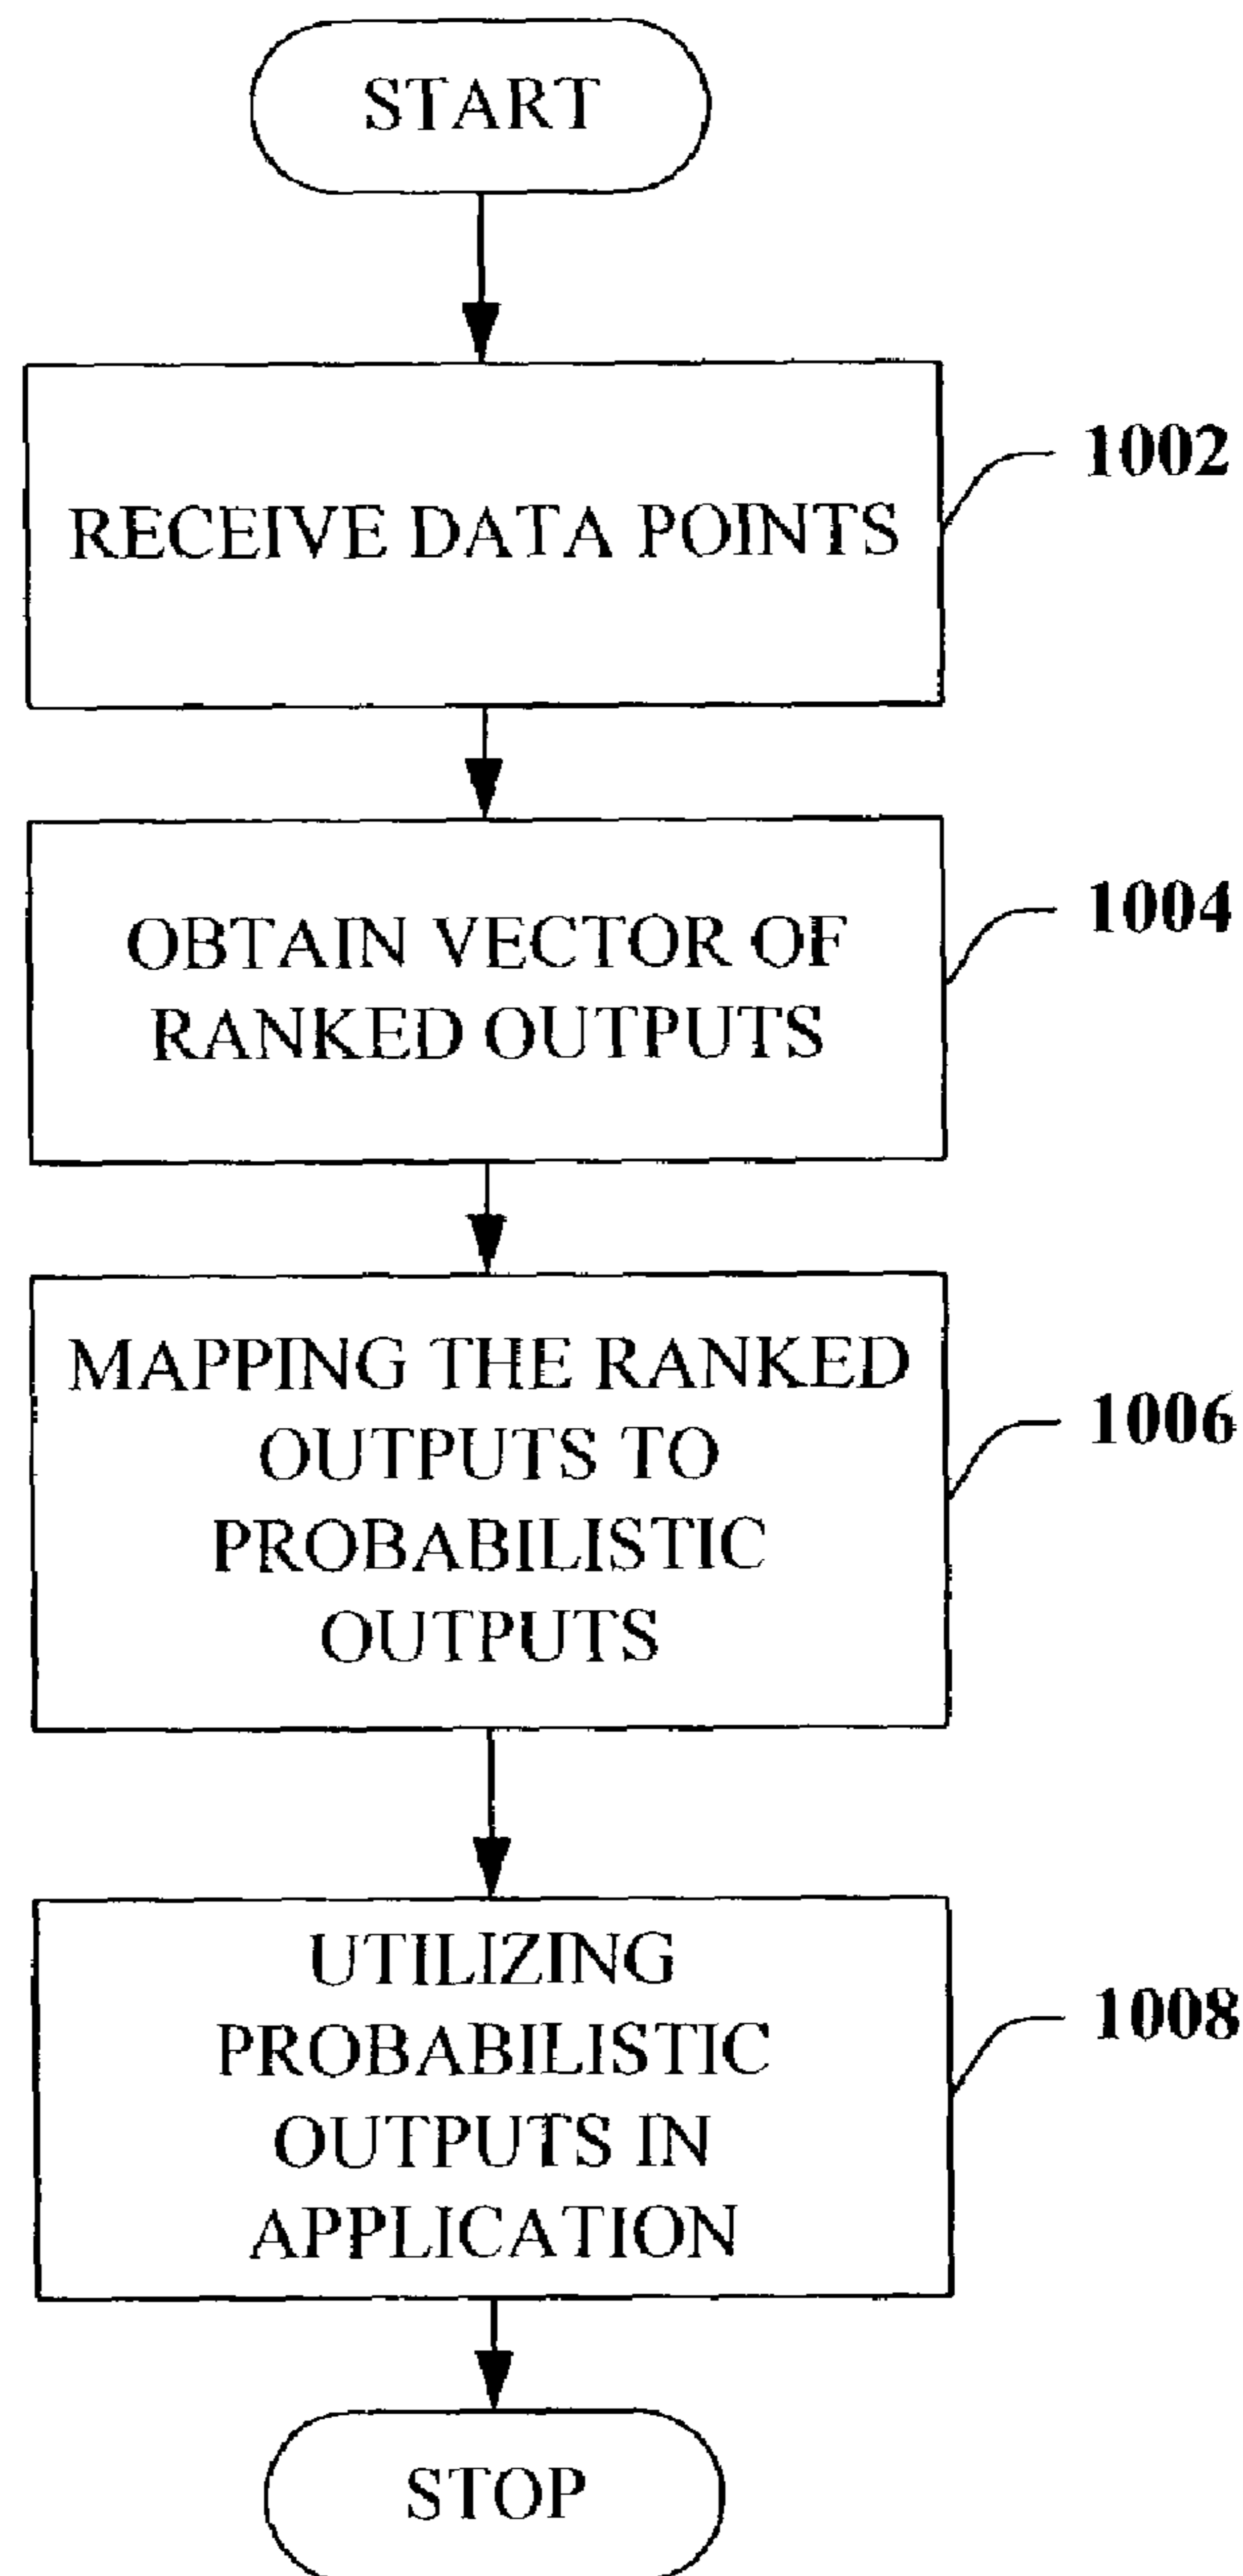 START
RECEIVE DATA POINTS
1002
OBTAIN VECTOR OF
RANKED OUTPUTS
1004
MAPPING THE RANKED
OUTPUTS TO
PROBABILISTIC
OUTPUTS
1006
UTILIZING
PROBABILISTIC
OUTPUTS IN
APPLICATION
1008
STOP